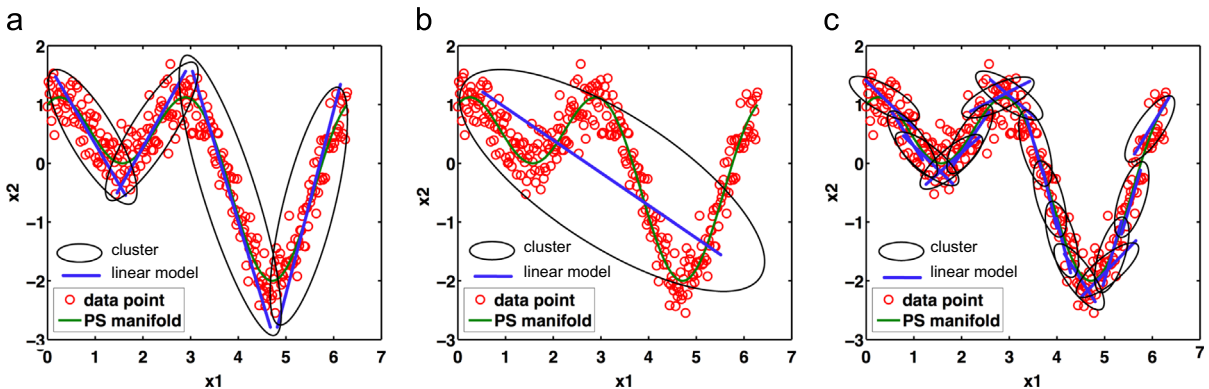 a
2
1
0
−1
−2
−3
0 1 2 3 4 5 6 7
x2
x1
cluster
linear model
data point
PS manifold
b
2
1
0
−1
−2
−3
0 1 2 3 4 5 6 7
x2
x1
cluster
linear model
data point
PS manifold
c
2
1
0
−1
−2
−3
0 1 2 3 4 5 6 7
x2
x1
cluster
linear model
data point
PS manifold